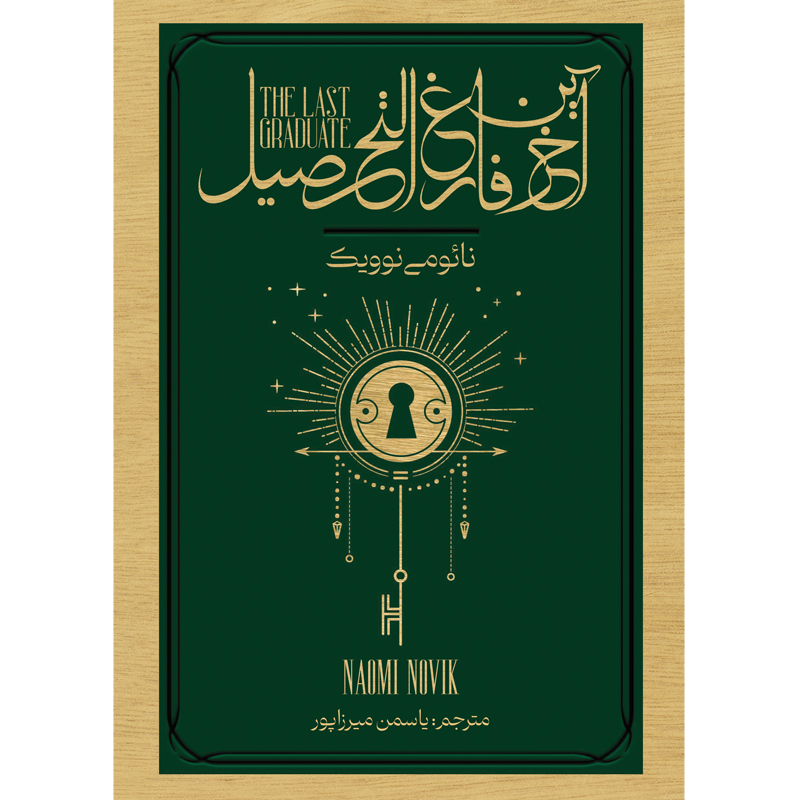 آخرین فارغ التحصیل
THE LAST
GRADUATE
نائومی نوویک
NAOMI NOVIK
مترجم: یاسمن میرزاپور